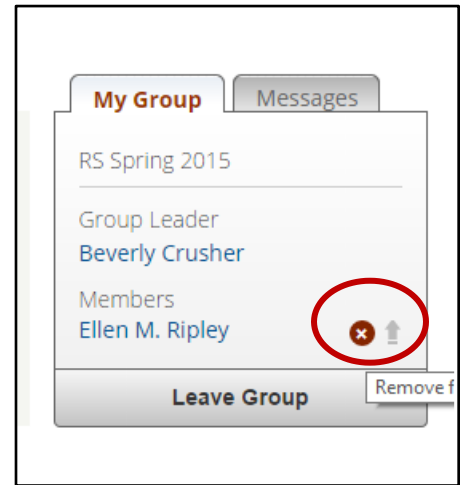 My Group
Messages
RS Spring 2015
Group Leader
Beverly Crusher
Members
Ellen M. Ripley
Remove f
Leave Group